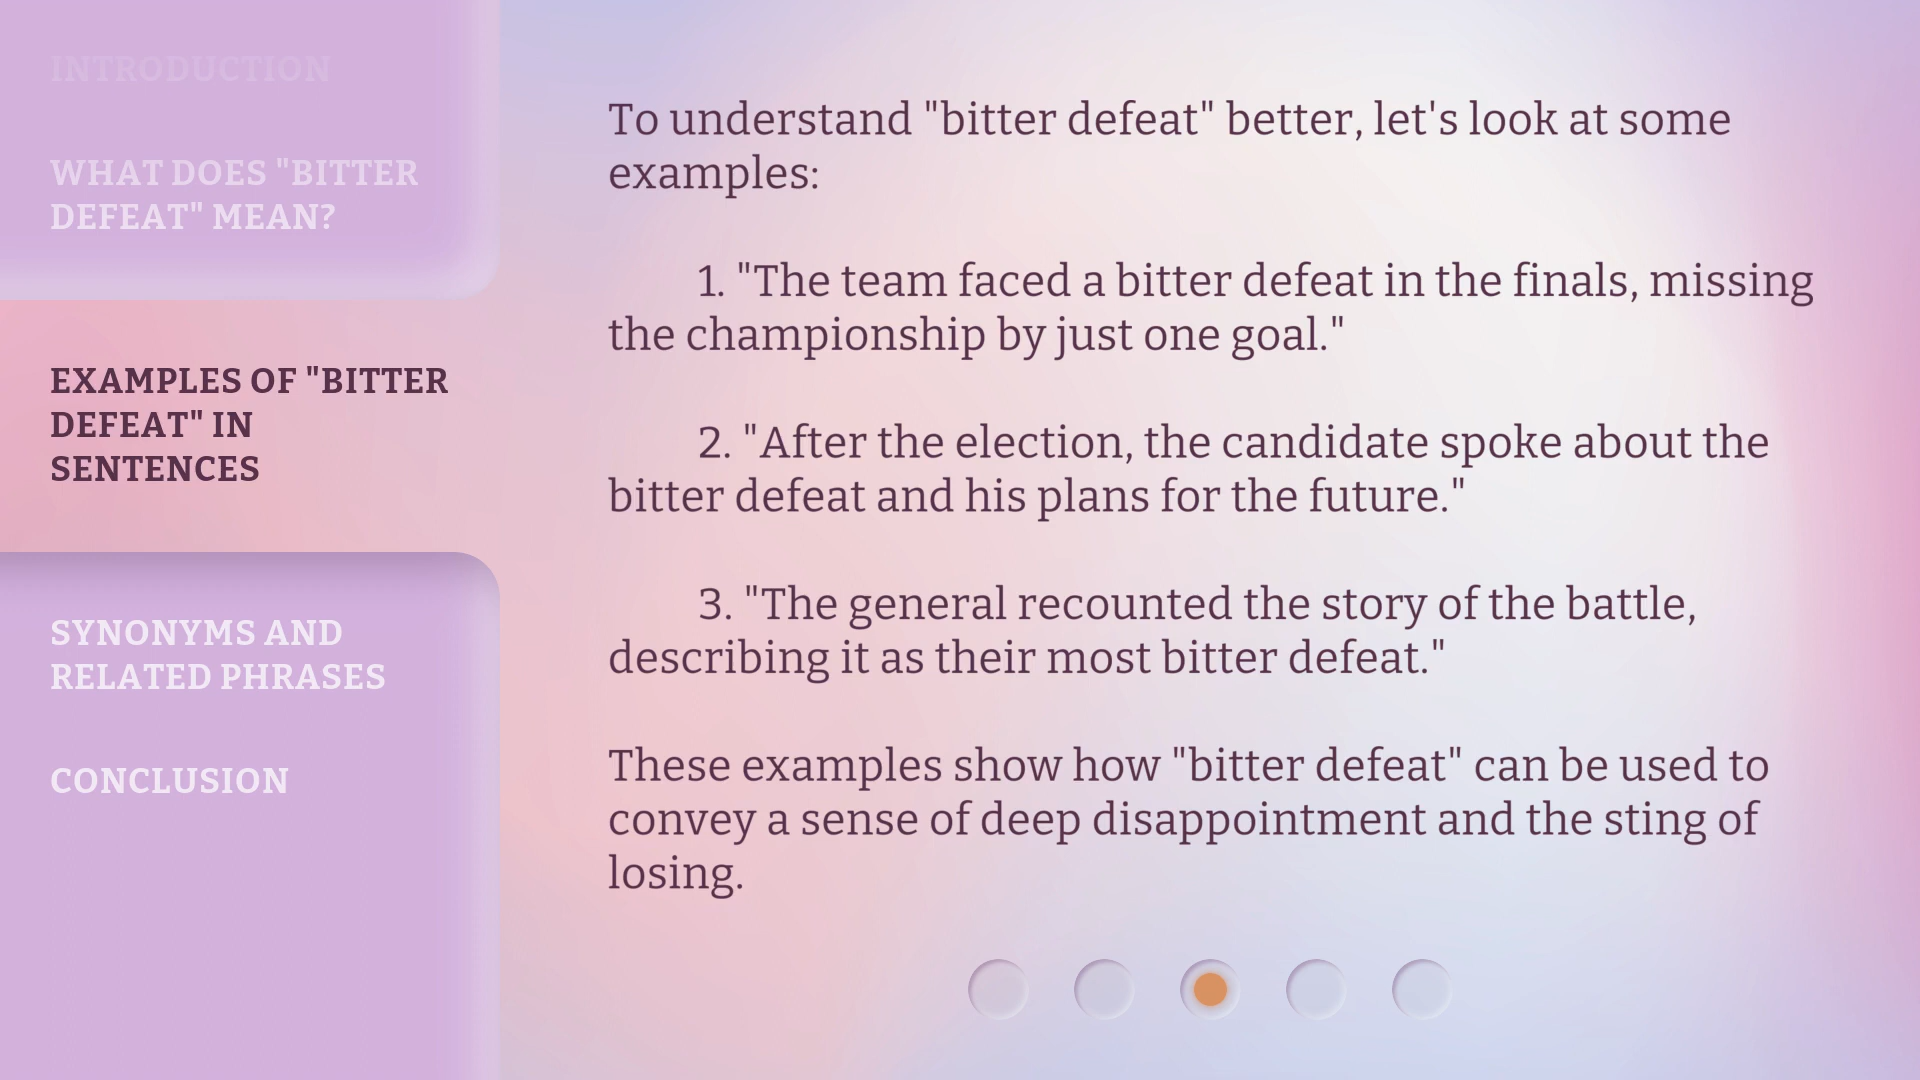 INTRODUCTION
WHAT DOES "BITTER
DEFEAT" MEAN?
EXAMPLES OF "BITTER
DEFEAT" IN
SENTENCES
SYNONYMS AND
RELATED PHRASES
CONCLUSION
To understand "bitter defeat" better, let's look at some
examples:
1. "The team faced a bitter defeat in the finals, missing
the championship by just one goal."
2. "After the election, the candidate spoke about the
bitter defeat and his plans for the future."
3. "The general recounted the story of the battle,
describing it as their most bitter defeat."
These examples show how "bitter defeat" can be used to
convey a sense of deep disappointment and the sting of
losing.